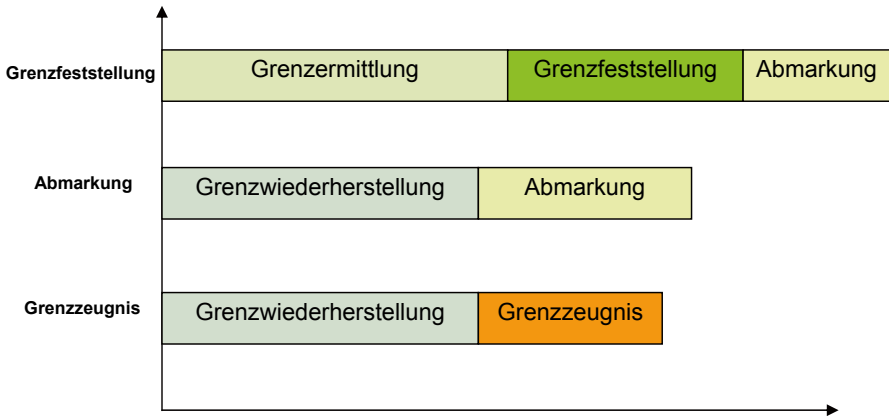 Grenzfeststellung Grenzermittlung Grenzfeststellung Abmarkung
Abmarkung Grenzwiederherstellung Abmarkung
Grenzzeugnis Grenzwiederherstellung Grenzzeugnis